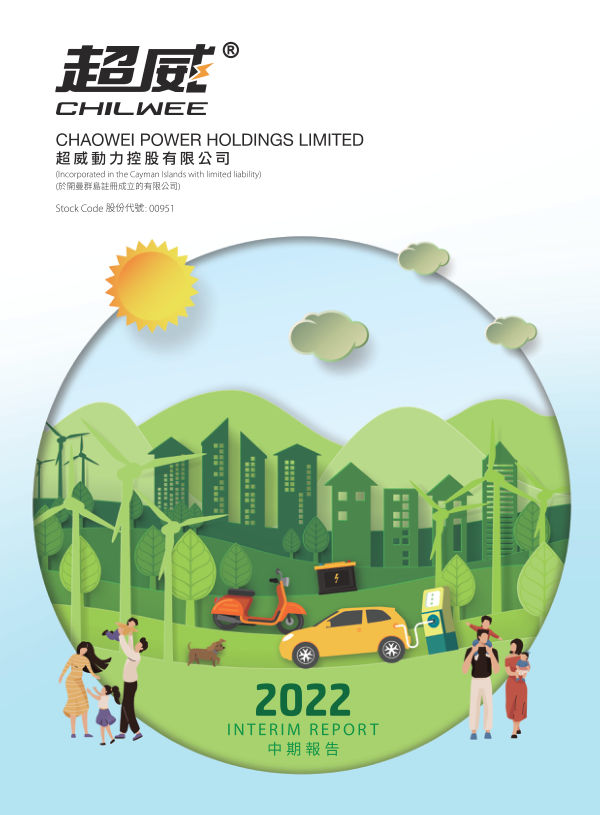 超威®
CHILWEE
CHAOWEI POWER HOLDINGS LIMITED
超威動力控股有限公司
(Incorporated in the Cayman Islands with limited liability)
(於開曼群島註冊成立的有限公司)
Stock Code 股份代號: 00951
2022
INTERIM REPORT
中期報告